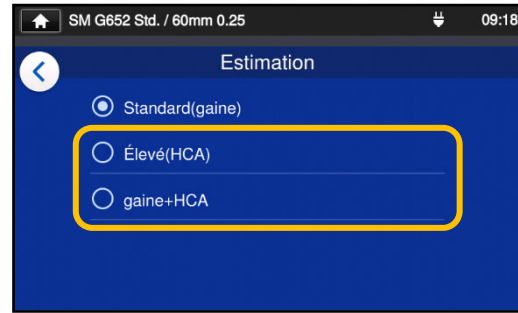 SM G652 Std. / 60mm 0.25 09:18
Estimation
Standard(gaine)
Élevé(HCA)
gaine+HCA